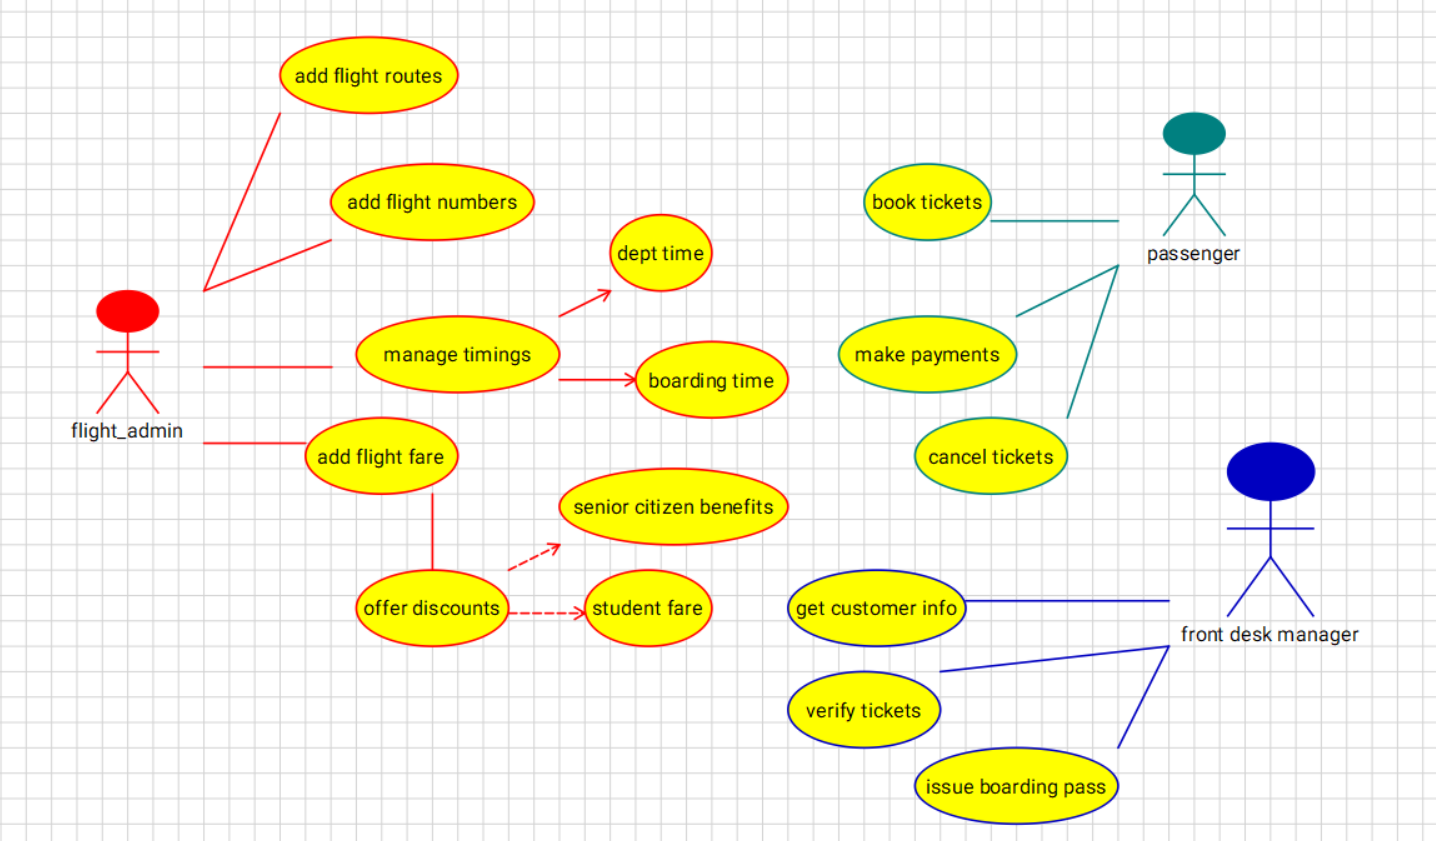 add flight routes
add flight numbers
dept time
manage timings
boarding time
flight_admin
add flight fare
senior citizen benefits
offer discounts
student fare
book tickets
passenger
make payments
cancel tickets
get customer info
front desk manager
verify tickets
issue boarding pass